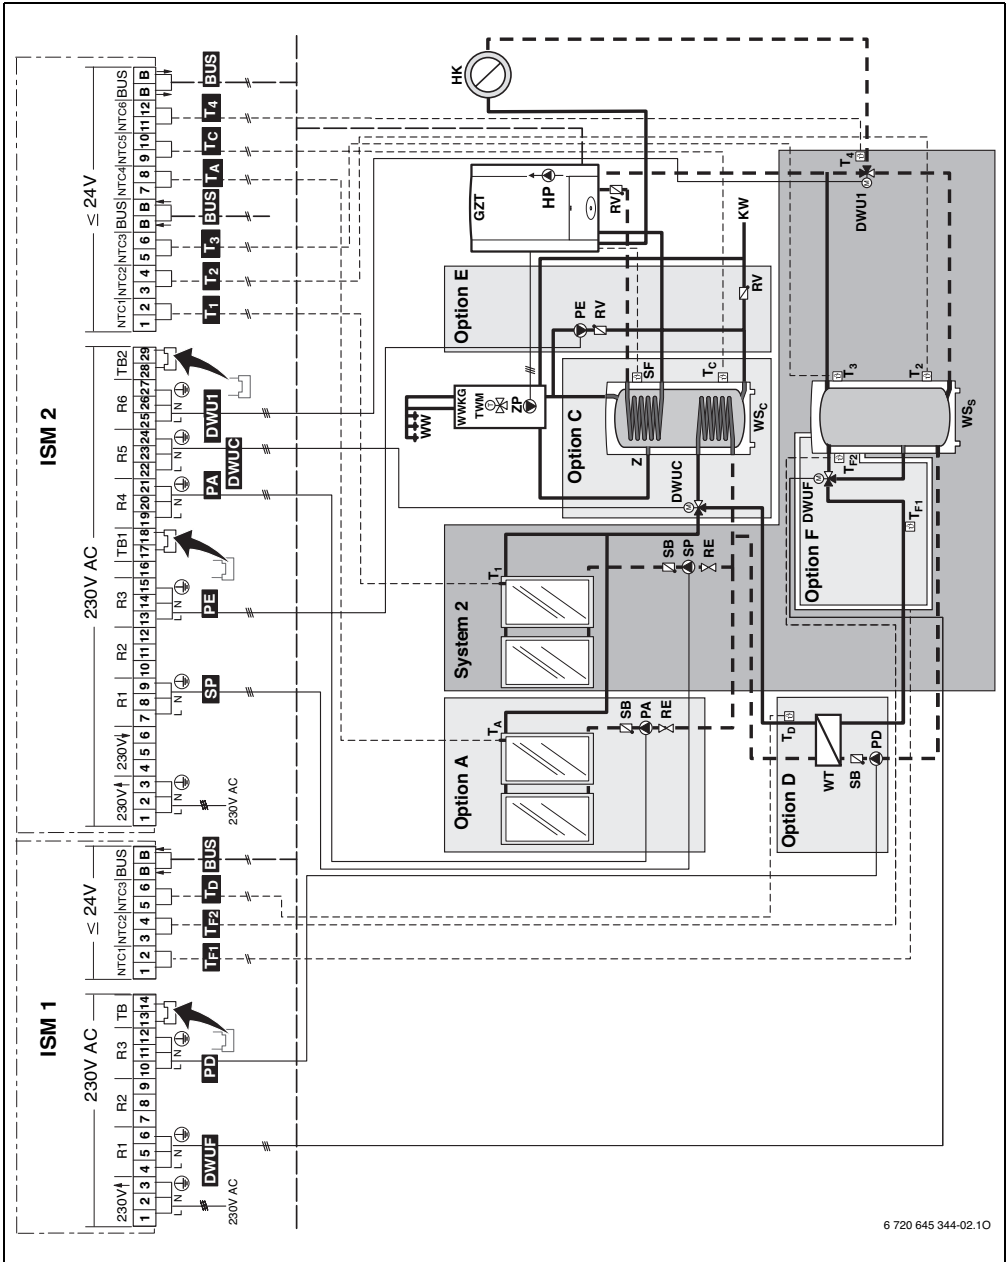 ISM 2
≤ 24V
NTC1 NTC2 NTC3 BUS NTC4 NTC5 NTC6 BUS
1 2 3 4 5 6 B B 7 8 9 10 11 12 B B
T1 T2 T3 BUS TA TC T4 BUS
230V AC
230V R1 230V R2 R3 TB1 R4 R5 R6 TB2
1 2 3 4 5 6 7 8 9 10 11 12 13 14 15 16 17 18 19 20 21 22 23 24 25 26 27 28 29
L N
L N
L N
L N
L N
L N
230V AC
SP
PE
PA
DWUC
DWU1
ISM 1
≤ 24V
NTC1 NTC2 NTC3 BUS
1 2 3 4 5 6 B B
TF1 TF2 TD BUS
230V AC
230V R1 R2 R3 TB
1 2 3 4 5 6 7 8 9 10 11 12 13 14
L N
L N
L N
230V AC
DWUF
PD
HK
GZT
HP
RV
KW
Option E
PE
RV
RV
WW
WWKG
TWM
ZP
Option C
SF
TC
Z
WSC
DWUC
M
System 2
T1
SB
SP
RE
Option A
TA
SB
PA
RE
Option D
TD
WT
SB
PD
Option F
DWUF
M
TF2
TF1
T3
T2
WSS
DWU1
M
T4
6 720 645 344-02.1O